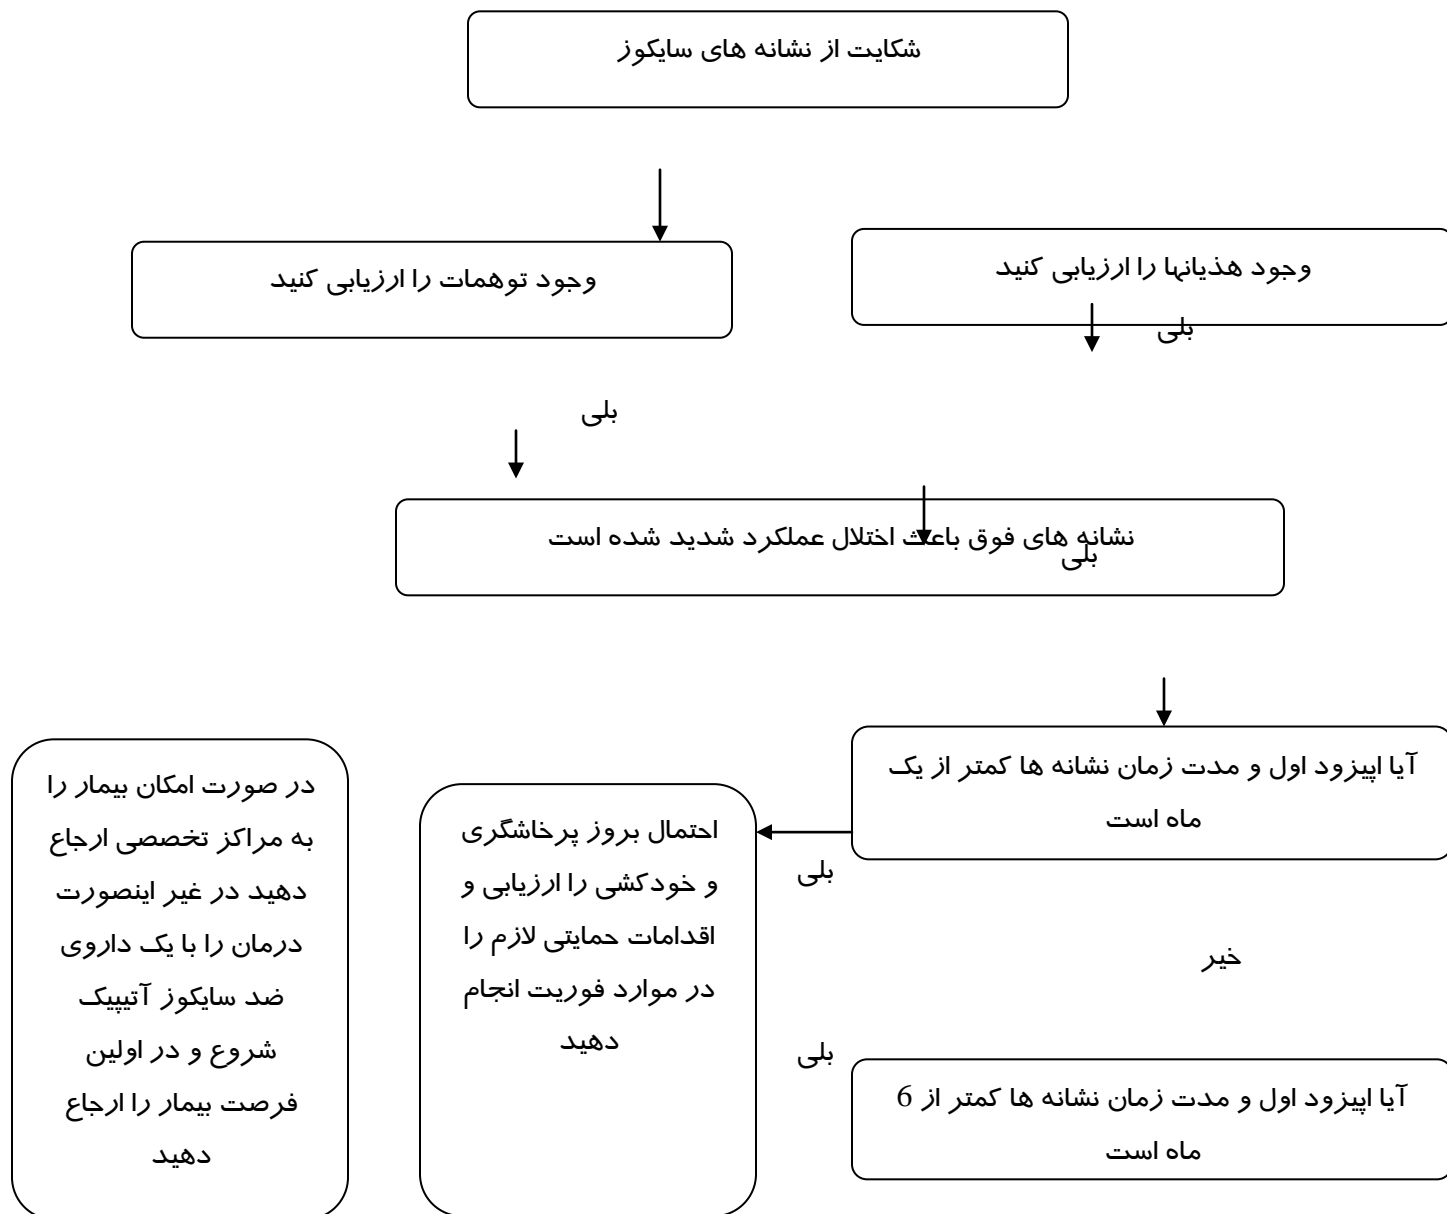 شکایت از نشانه های سایکوز
وجود هذیانها را ارزیابی کنید
بلی
وجود توهمات را ارزیابی کنید
بلی
نشانه های فوق باعث اختلال عملکرد شدید شده است
بلی
آیا اپیزود اول و مدت زمان نشانه ها کمتر از یک
ماه است
بلی
خیر
آیا اپیزود اول و مدت زمان نشانه ها کمتر از 6
ماه است
بلی
احتمال بروز پرخاشگری
و خودکشی را ارزیابی و
اقدامات حمایتی لازم را
در موارد فوریت انجام
دهید
در صورت امکان بیمار را
به مراکز تخصصی ارجاع
دهید در غیر اینصورت
درمان را با یک داروی
ضد سایکوز آتیپیک
شروع و در اولین
فرصت بیمار را ارجاع
دهید